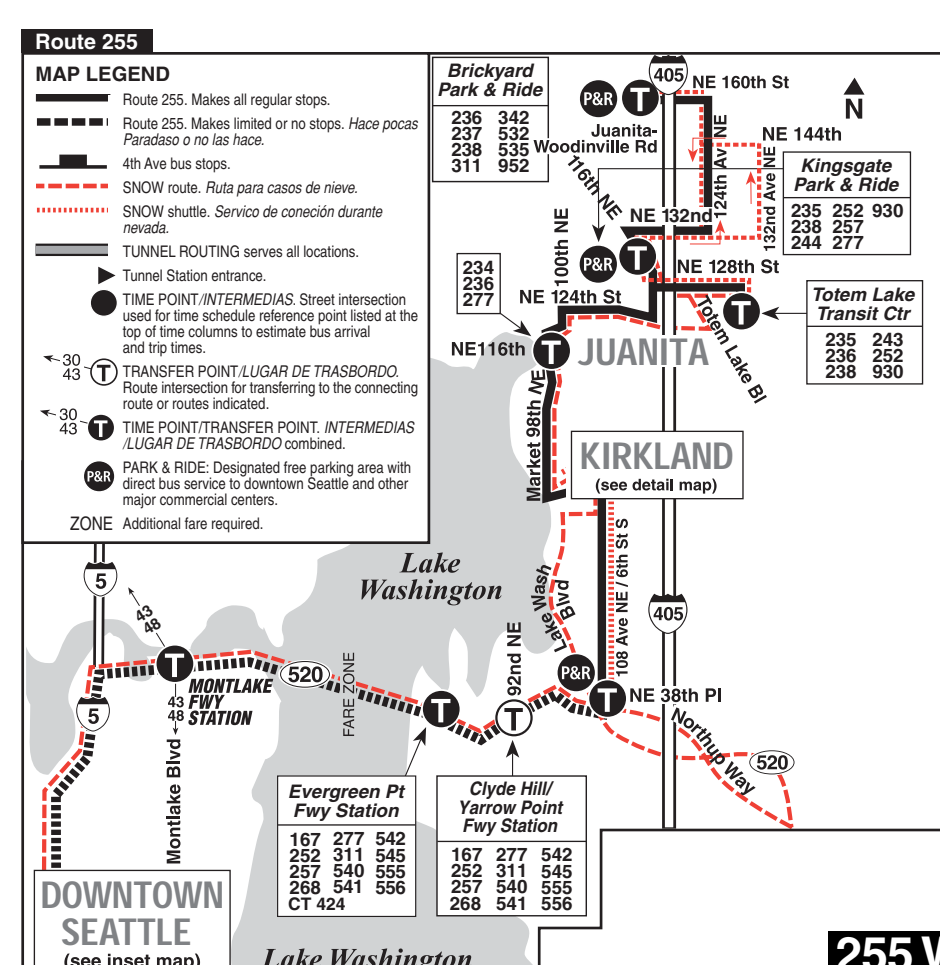 Route 255
MAP LEGEND
Route 255. Makes all regular stops.
Route 255. Makes limited or no stops. Hace pocas
Paradaso o no las hace.
4th Ave bus stops.
SNOW route. Ruta para casos de nieve.
SNOW shuttle. Servico de coneción durante
nevada.
TUNNEL ROUTING serves all locations.
Tunnel Station entrance.
TIME POINT/INTERMEDIAS. Street intersection
used for time schedule reference point listed at the
top of time columns to estimate bus arrival
and trip times.
30
43 T
TRANSFER POINT/LUGAR DE TRASBORDO.
Route intersection for transferring to the connecting
route or routes indicated.
30
43 T
TIME POINT/TRANSFER POINT. INTERMEDIAS
/LUGAR DE TRASBORDO combined.
P&R
PARK & RIDE: Designated free parking area with
direct bus service to downtown Seattle and other
major commercial centers.
ZONE Additional fare required.
Brickyard
Park & Ride
236 342
237 532
238 535
311 952
P&R T
405
NE 160th St
N
Juanita-
Woodinville Rd
124th Av NE
NE 144th
132nd Ave NE
116th NE
NE 132nd
Kingsgate
Park & Ride
235 252 930
238 257
244 277
100th NE
P&R T
NE 128th St
234
236
277
NE 124th St
Totem Lake Bl
T
Totem Lake
Transit Ctr
235 243
236 252
238 930
NE116th T
JUANITA
Market 98th NE
KIRKLAND
(see detail map)
Lake
Washington
Lake Wash
Blvd
108 Ave NE / 6th St S
405
5
43
48
T
MONTLAKE
FWY
STATION
43
48
Montlake Blvd
5
520
FARE ZONE
T
92nd NE
T
P&R
T
NE 38th Pl
Northup Way
520
Evergreen Pt
Fwy Station
167 277 542
252 311 545
257 540 555
268 541 556
CT 424
Clyde Hill/
Yarrow Point
Fwy Station
167 277 542
252 311 545
257 540 555
268 541 556
DOWNTOWN
SEATTLE
(see inset map)
Lake Washington
255 W